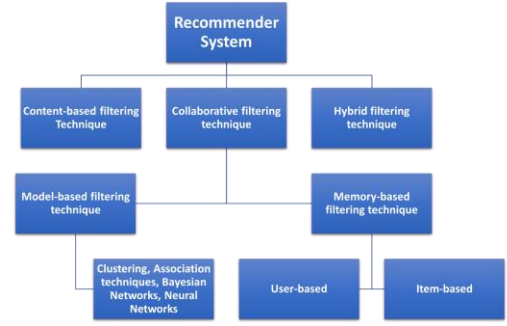 Recommender
System
Content-based filtering
Technique
Collaborative filtering
technique
Hybrid filtering
technique
Model-based filtering
technique
Memory-based
filtering technique
Clustering, Association
techniques, Bayesian
Networks, Neural
Networks
User-based
Item-based